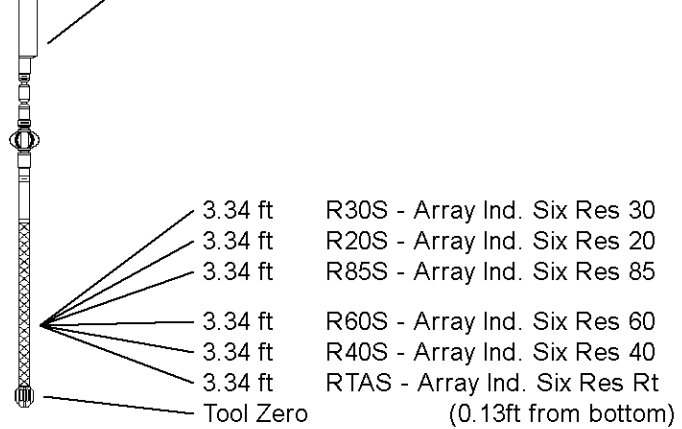 3.34 ft R30S - Array Ind. Six Res 30
3.34 ft R20S - Array Ind. Six Res 20
3.34 ft R85S - Array Ind. Six Res 85
3.34 ft R60S - Array Ind. Six Res 60
3.34 ft R40S - Array Ind. Six Res 40
3.34 ft RTAS - Array Ind. Six Res Rt
Tool Zero (0.13ft from bottom)